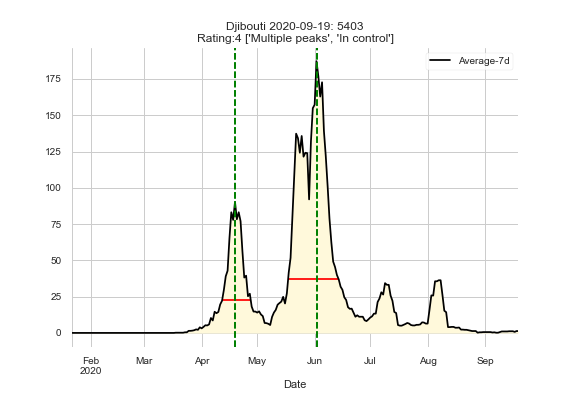 Djibouti 2020-09-19: 5403
Rating:4 ['Multiple peaks', 'In control']
Average-7d
175
150
125
100
75
50
25
0
Feb Mar Apr May Jun Jul Aug Sep
2020
Date